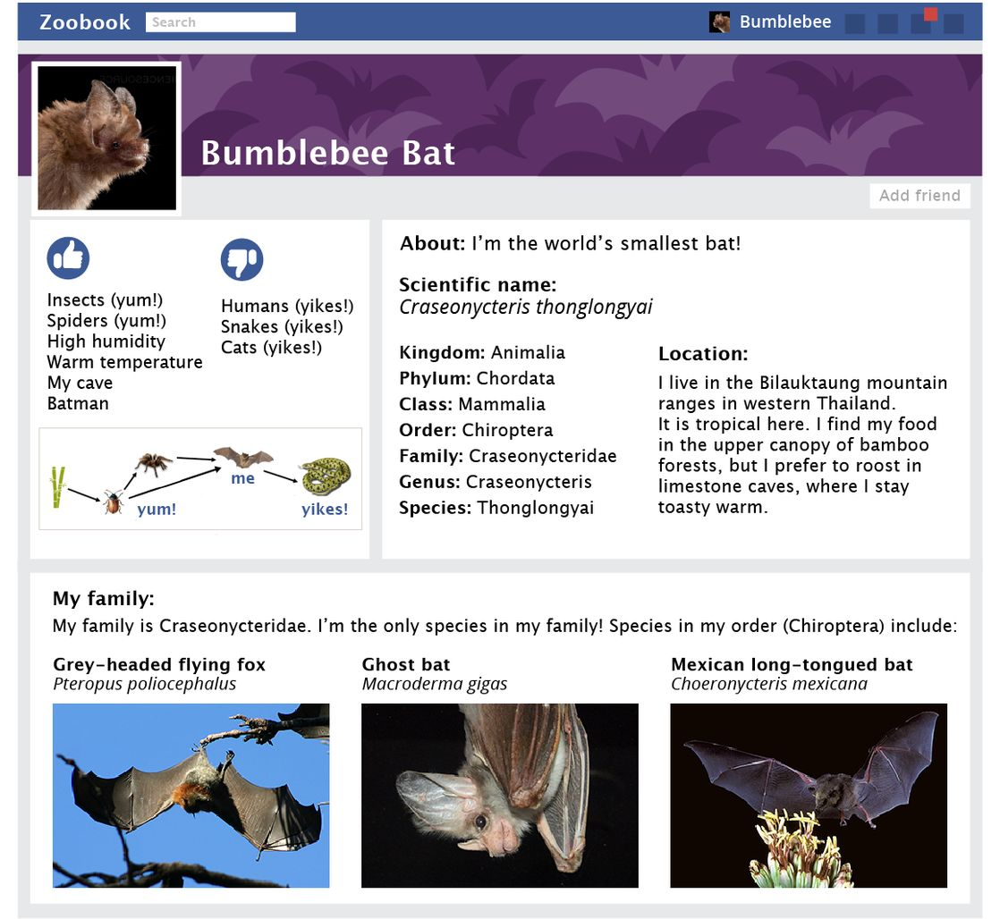 Zoobook
Search
Bumblebee
Bumblebee Bat
Add friend
Insects (yum!)
Spiders (yum!)
High humidity
Warm temperature
My cave
Batman
Humans (yikes!)
Snakes (yikes!)
Cats (yikes!)
me
yum!
yikes!
About: I’m the world’s smallest bat!
Scientific name:
Craseonycteris thonglongyai
Kingdom: Animalia
Phylum: Chordata
Class: Mammalia
Order: Chiroptera
Family: Craseonycteridae
Genus: Craseonycteris
Species: Thonglongyai
Location:
I live in the Bilauktaung mountain
ranges in western Thailand.
It is tropical here. I find my food
in the upper canopy of bamboo
forests, but I prefer to roost in
limestone caves, where I stay
toasty warm.
My family:
My family is Craseonycteridae. I’m the only species in my family! Species in my order (Chiroptera) include:
Grey-headed flying fox
Pteropus poliocephalus
Ghost bat
Macroderma gigas
Mexican long-tongued bat
Choeronycteris mexicana